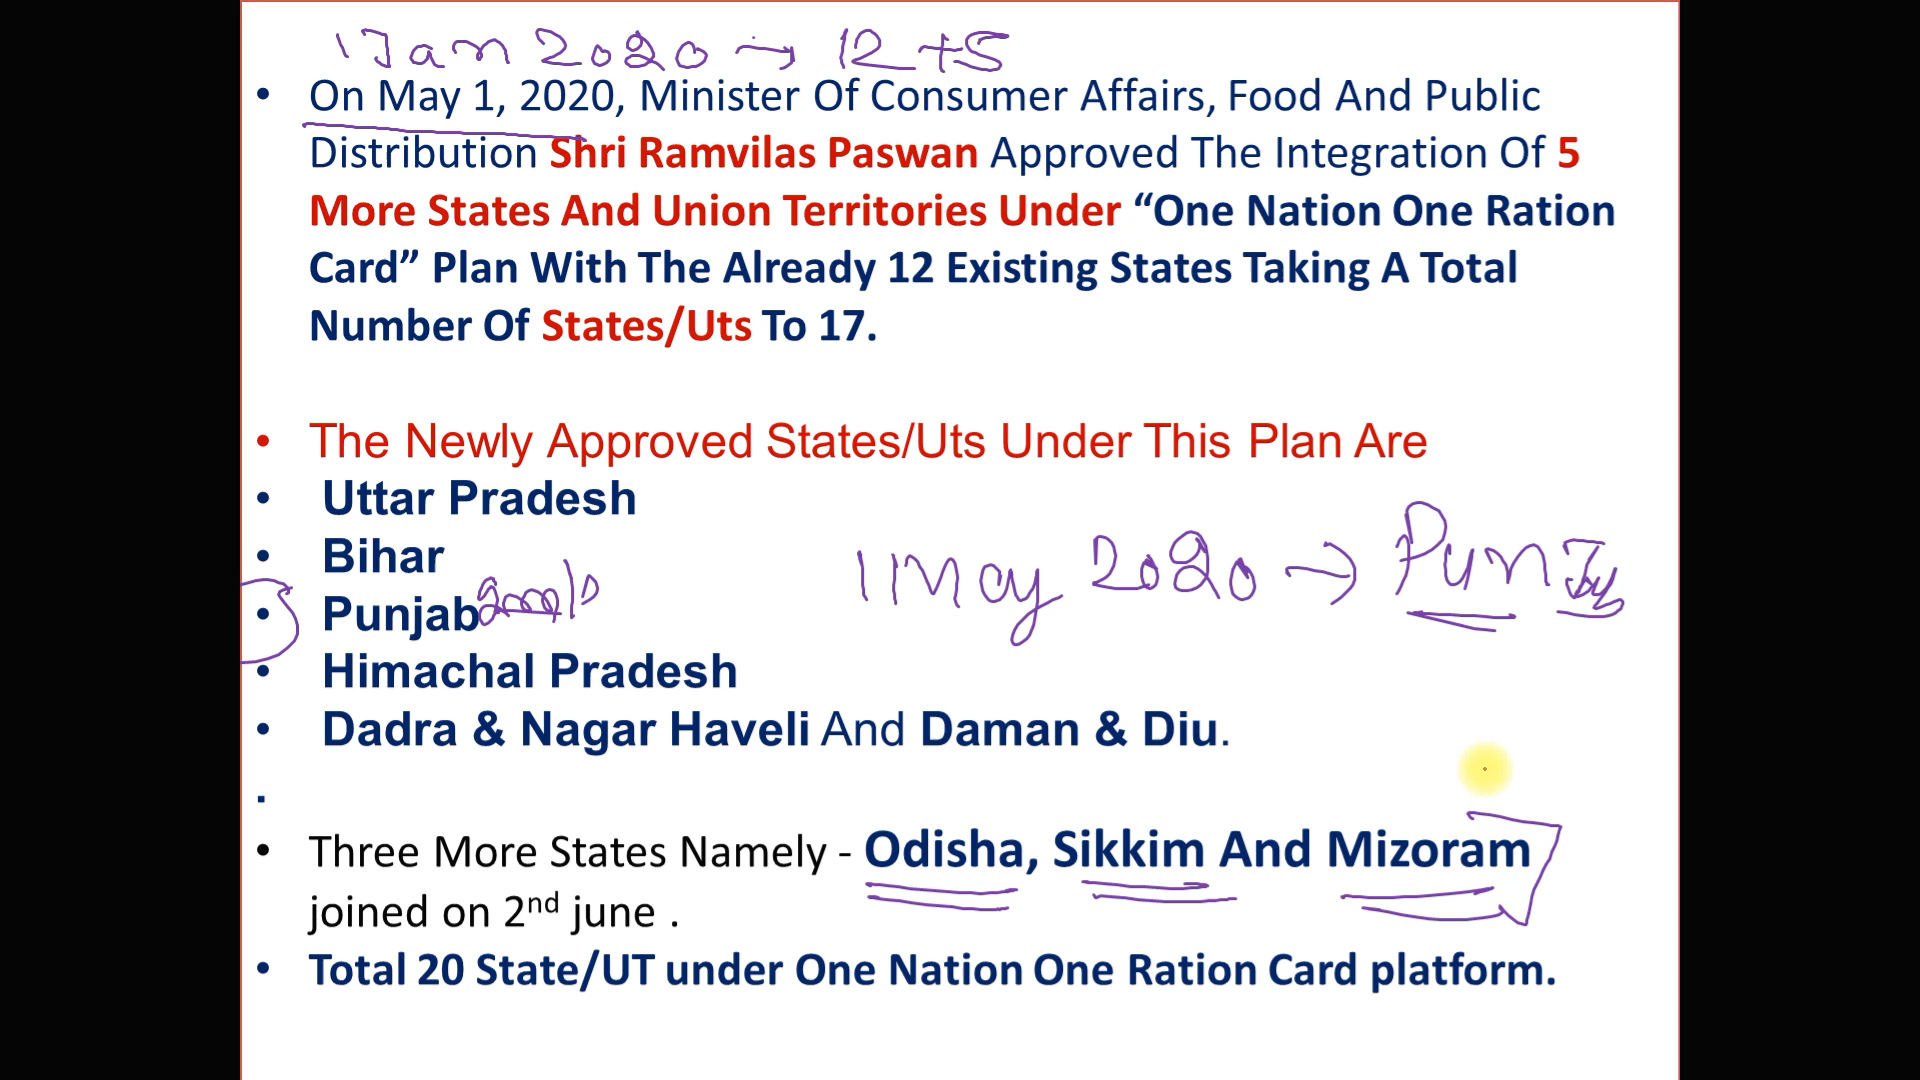 1 Jan 2020 → 12 + 5
• On May 1, 2020, Minister Of Consumer Affairs, Food And Public
Distribution Shri Ramvilas Paswan Approved The Integration Of 5
More States And Union Territories Under “One Nation One Ration
Card” Plan With The Already 12 Existing States Taking A Total
Number Of States/Uts To 17.
• The Newly Approved States/Uts Under This Plan Are
• Uttar Pradesh
• Bihar
• Punjab
1 May 2020 →
• Himachal Pradesh
• Dadra & Nagar Haveli And Daman & Diu.
.
• Three More States Namely - Odisha, Sikkim And Mizoram
joined on 2nd june .
• Total 20 State/UT under One Nation One Ration Card platform.